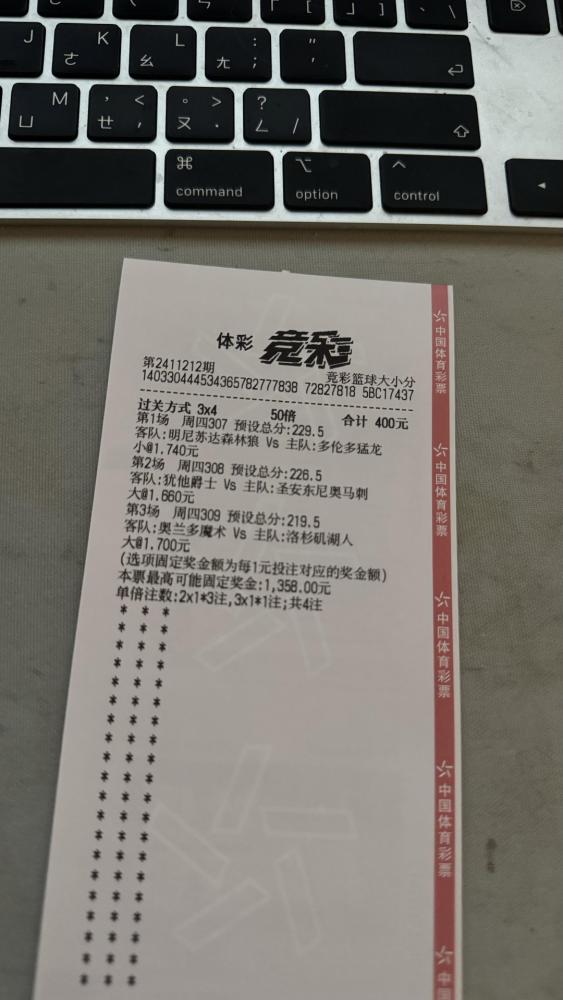 J
K
ㄜ
L
ㄠ
:
ㄤ ;
"
'
M
ㄩ
, <
ㄝ ,
。 >
ㄡ .
?
ㄥ /
⌘
command
⌥
option
^
control
体彩 竞彩
第2411212期 竞彩篮球大小分
140330444534365782777838 72827818 5BC17437
过关方式 3x4 50倍 合计 400元
第1场 周四307 预设总分:229.5
客队:明尼苏达森林狼 Vs 主队:多伦多猛龙
小@1.740元
第2场 周四308 预设总分:226.5
客队:犹他爵士 Vs 主队:圣安东尼奥马刺
大@1.660元
第3场 周四309 预设总分:219.5
客队:奥兰多魔术 Vs 主队:洛杉矶湖人
大@1.700元
(选项固定奖金额为每1元投注对应的奖金额)
本票最高可能固定奖金:1,358.00元
单倍注数:2x1*3注,3x1*1注;共4注
中国体育彩票
中国体育彩票
中国体育彩票
中国体育彩票
中国